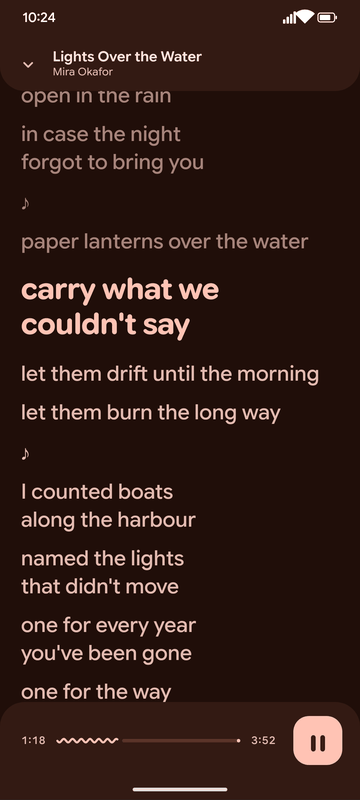 10:24
Lights Over the Water
Mira Okafor
open in the rain
in case the night
forgot to bring you
♪
paper lanterns over the water
carry what we
couldn't say
let them drift until the morning
let them burn the long way
♪
I counted boats
along the harbour
named the lights
that didn't move
one for every year
you've been gone
one for the way
1:18
3:52